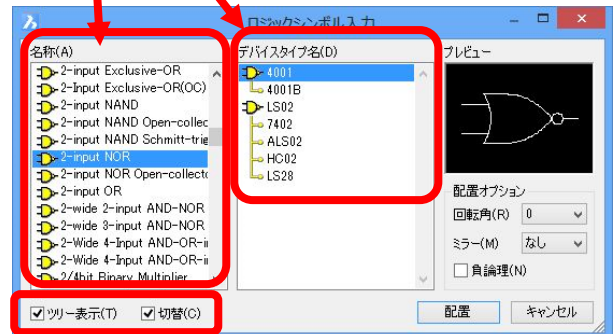 ロジックシンボル入力
名称(A)
2-input Exclusive-OR
2-Input Exclusive-OR(OC)
2-input NAND
2-input NAND Open-collec
2-input NAND Schmitt-trie
2-input NOR
2-input NOR Open-collecto
2-input OR
2-wide 2-input AND-NOR
2-wide 3-input AND-NOR
2-Wide 4-Input AND-OR-i
2-Wide 4-Input AND-OR-i
2/4bit Binary Multiplier
デバイスタイプ名(D)
4001
4001B
LS02
7402
ALS02
HC02
LS28
プレビュー
配置オプション
回転角(R) 0
ミラー(M) なし
負論理(N)
ツリー表示(T) 切替(C)
配置 キャンセル